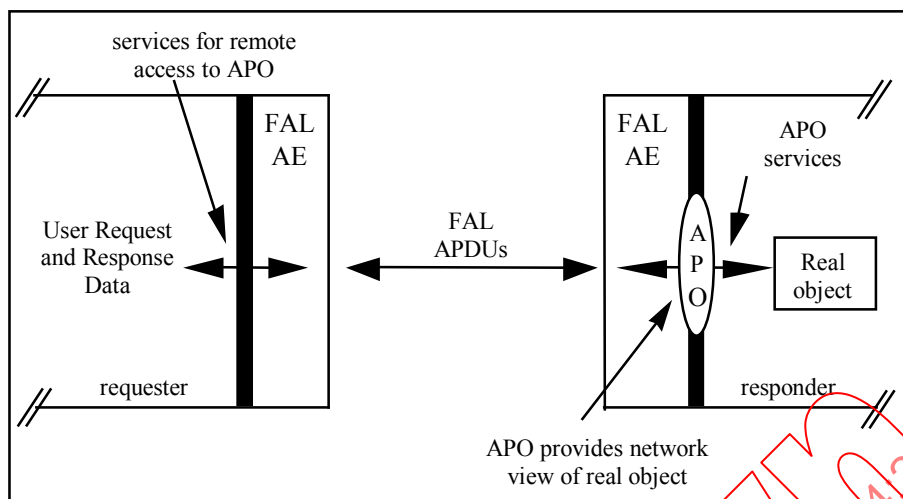 services for remote
access to APO
FAL
AE
FAL
AE
APO
services
User Request
and Response
Data
FAL
APDUs
A
P
O
Real
object
requester
responder
APO provides network
view of real object